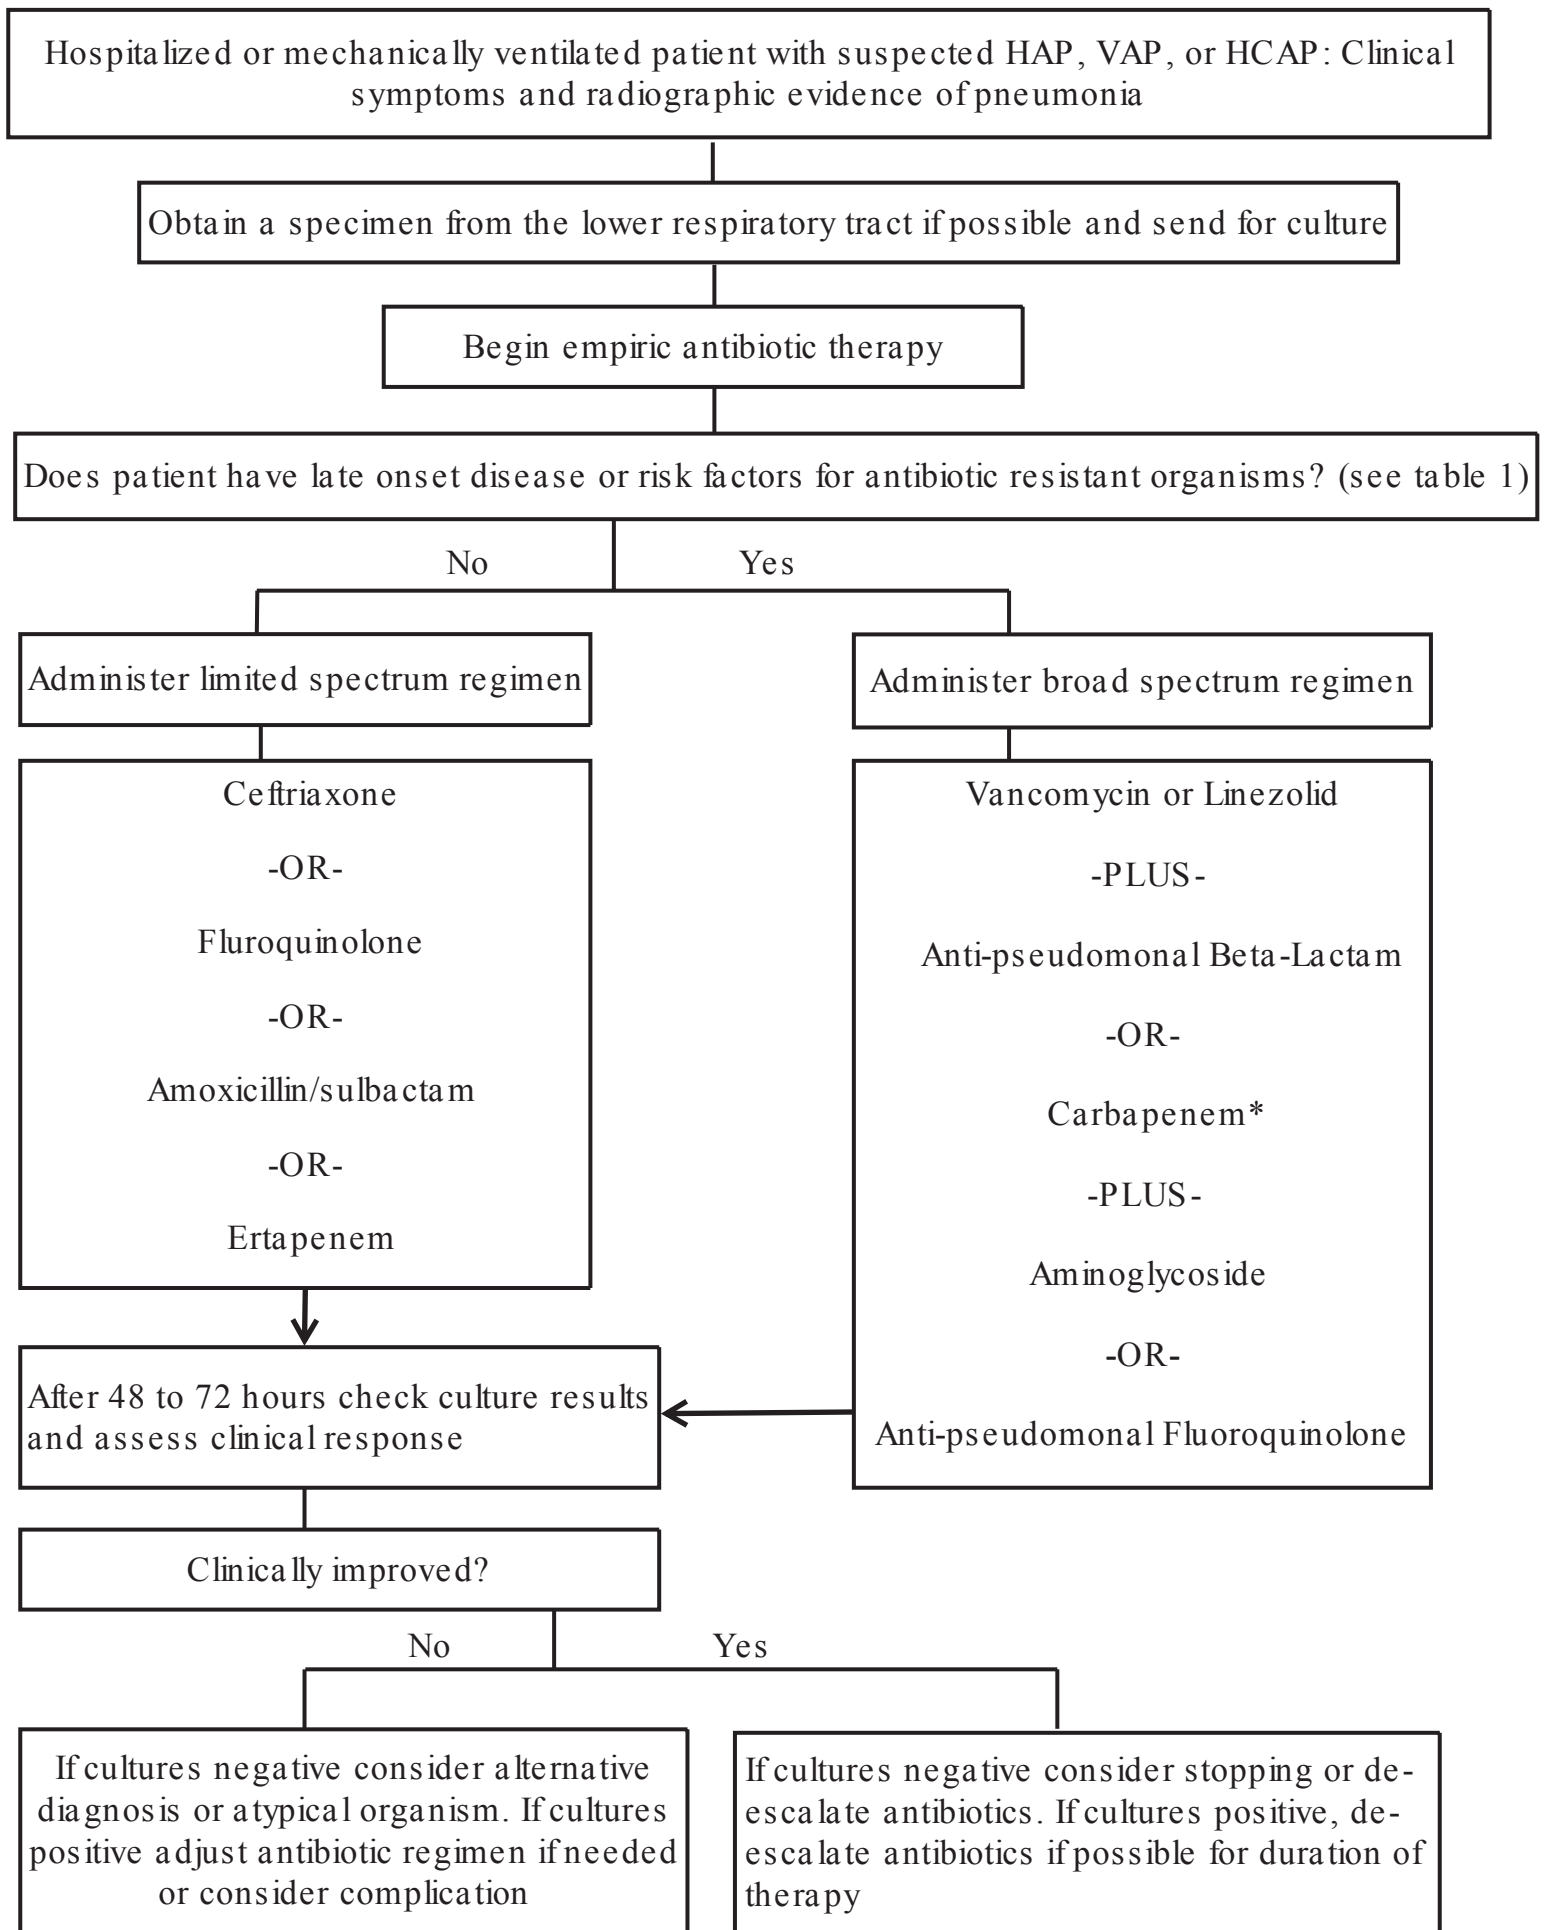 Hospitalized or mechanically ventilated patient with suspected HAP, VAP, or HCAP: Clinical
symptoms and radiographic evidence of pneumonia
Obtain a specimen from the lower respiratory tract if possible and send for culture
Begin empiric antibiotic therapy
Does patient have late onset disease or risk factors for antibiotic resistant organisms? (see table 1)
No
Yes
Administer limited spectrum regimen
Administer broad spectrum regimen
Ceftriaxone
-OR-
Fluroquinolone
-OR-
Amoxicillin/sulbactam
-OR-
Ertapenem
Vancomycin or Linezolid
-PLUS-
Anti-pseudomonal Beta-Lactam
-OR-
Carbapenem*
-PLUS-
Aminoglycoside
-OR-
Anti-pseudomonal Fluoroquinolone
After 48 to 72 hours check culture results
and assess clinical response
Clinically improved?
No
Yes
If cultures negative consider alternative
diagnosis or atypical organism. If cultures
positive adjust antibiotic regimen if needed
or consider complication
If cultures negative consider stopping or de-
escalate antibiotics. If cultures positive, de-
escalate antibiotics if possible for duration of
therapy